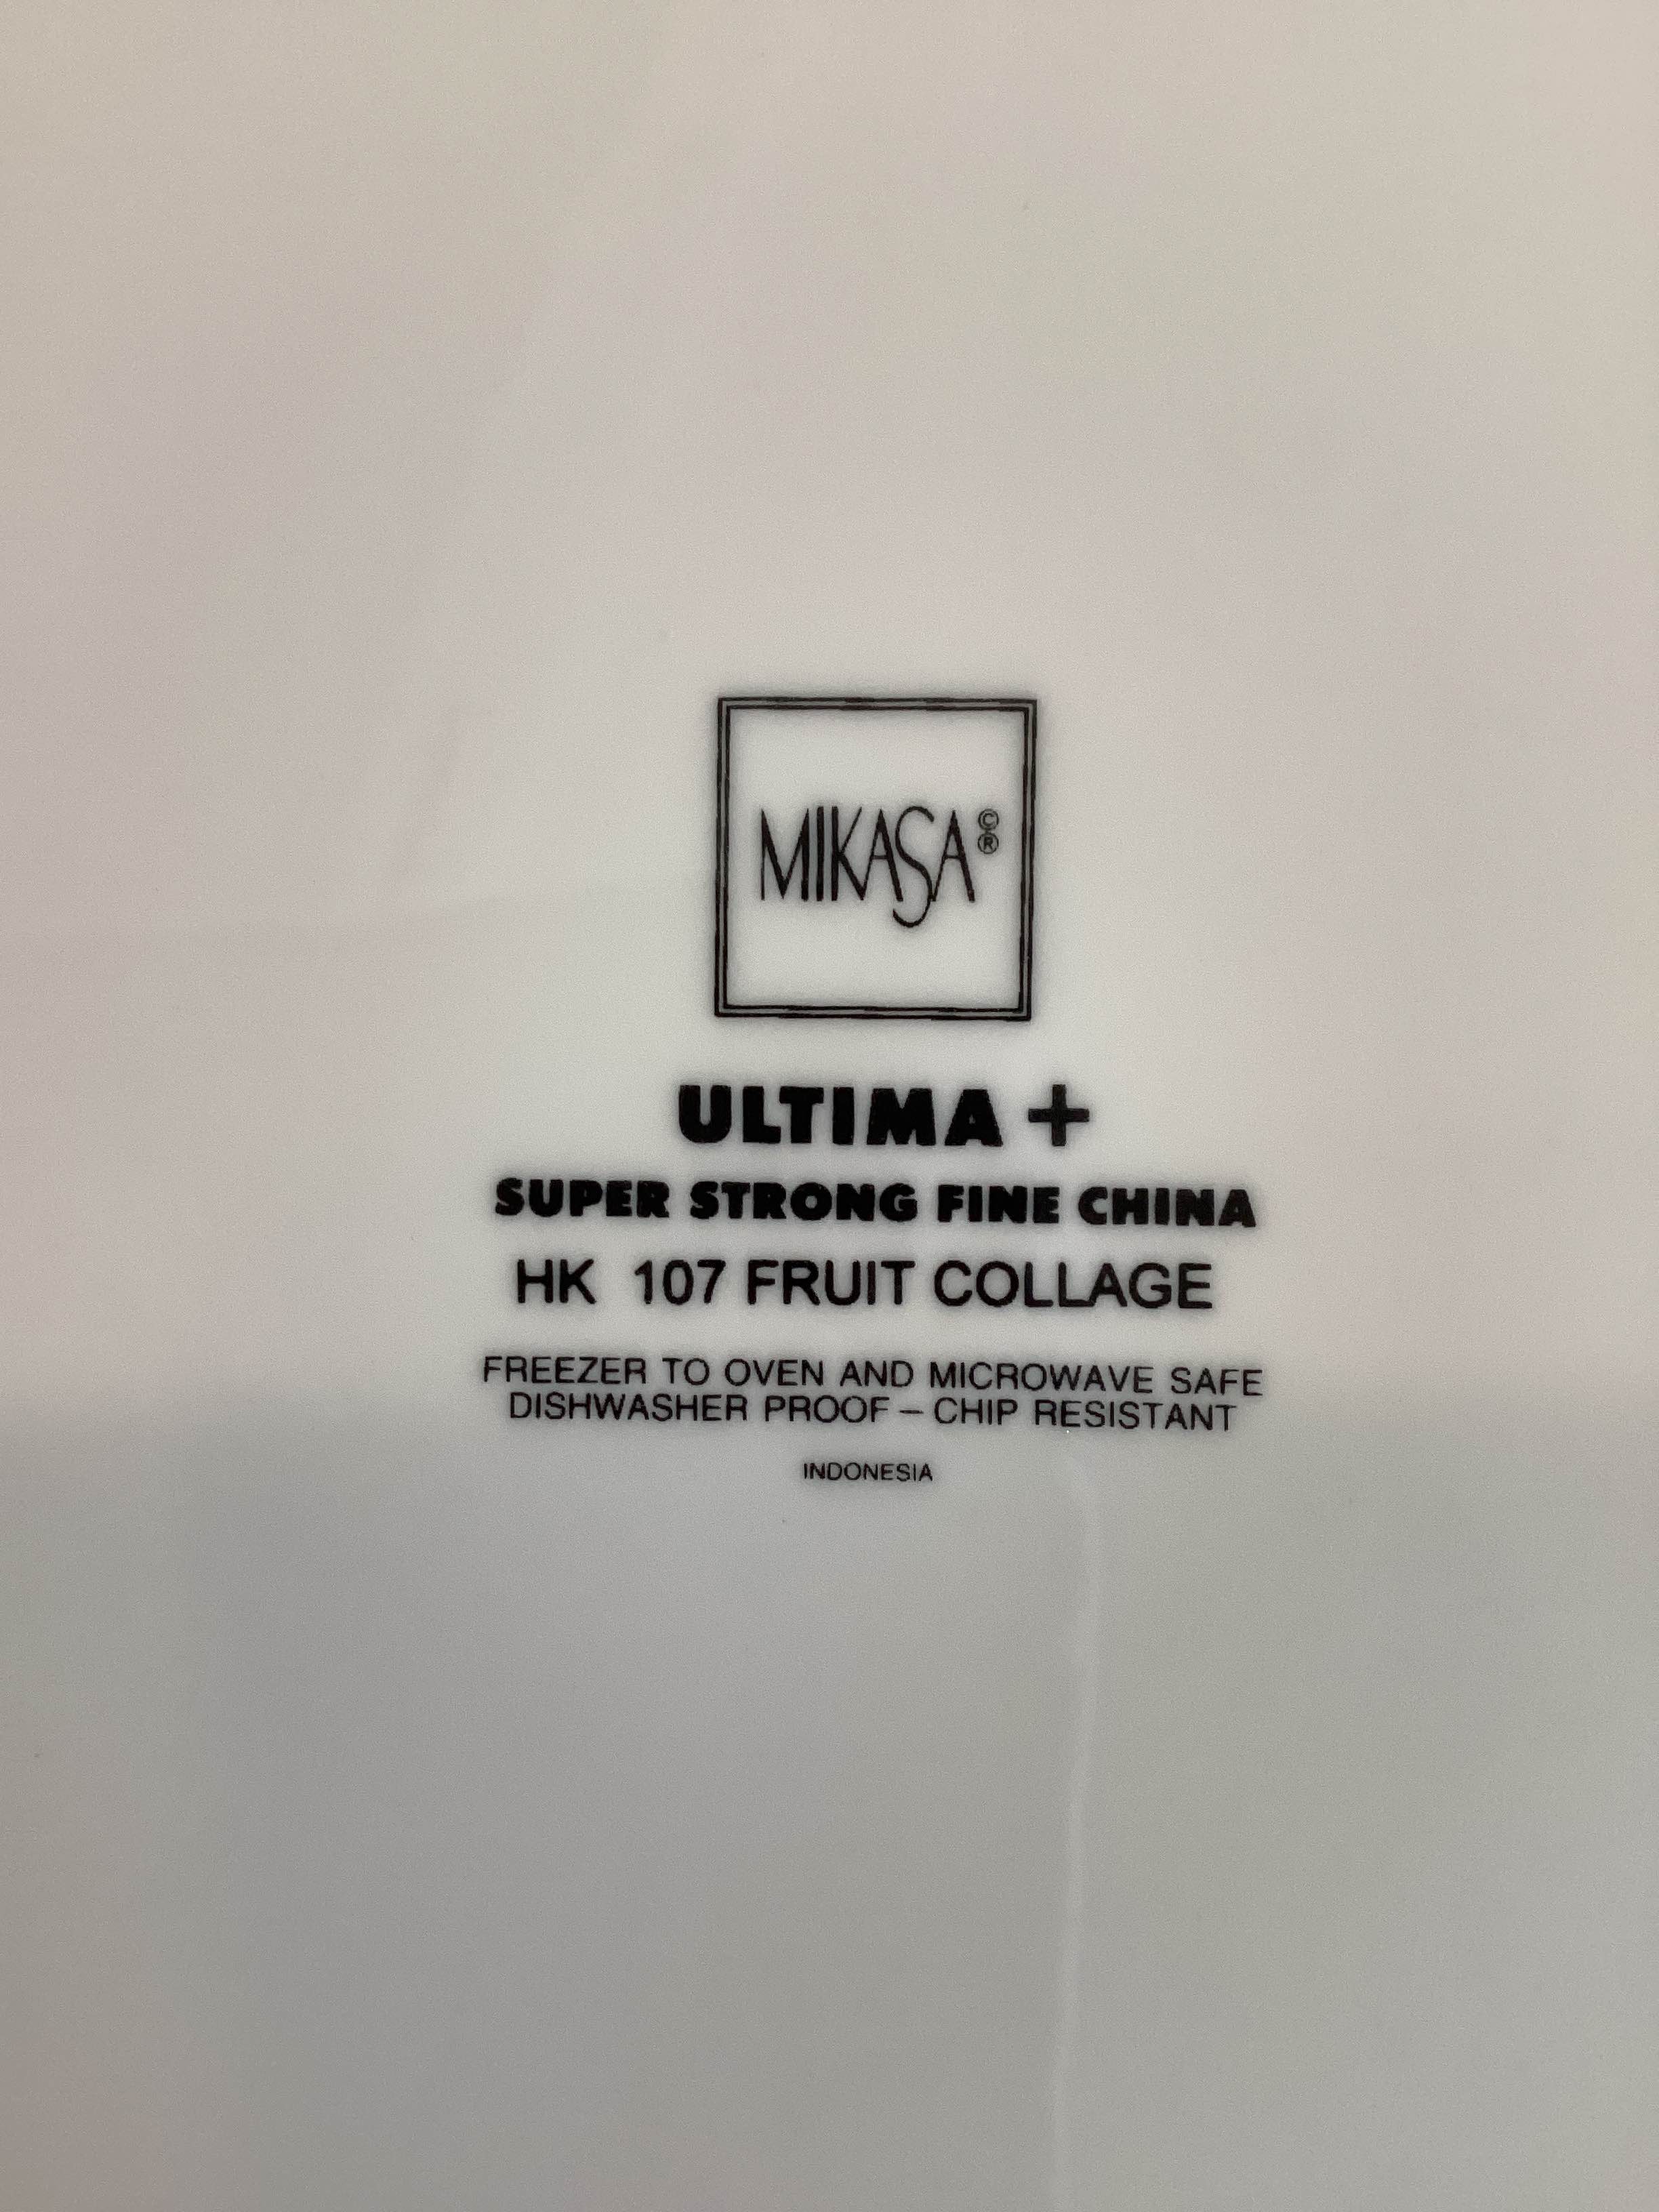 MIKASA©®
ULTIMA +
SUPER STRONG FINE CHINA
HK 107 FRUIT COLLAGE
FREEZER TO OVEN AND MICROWAVE SAFE
DISHWASHER PROOF – CHIP RESISTANT
INDONESIA